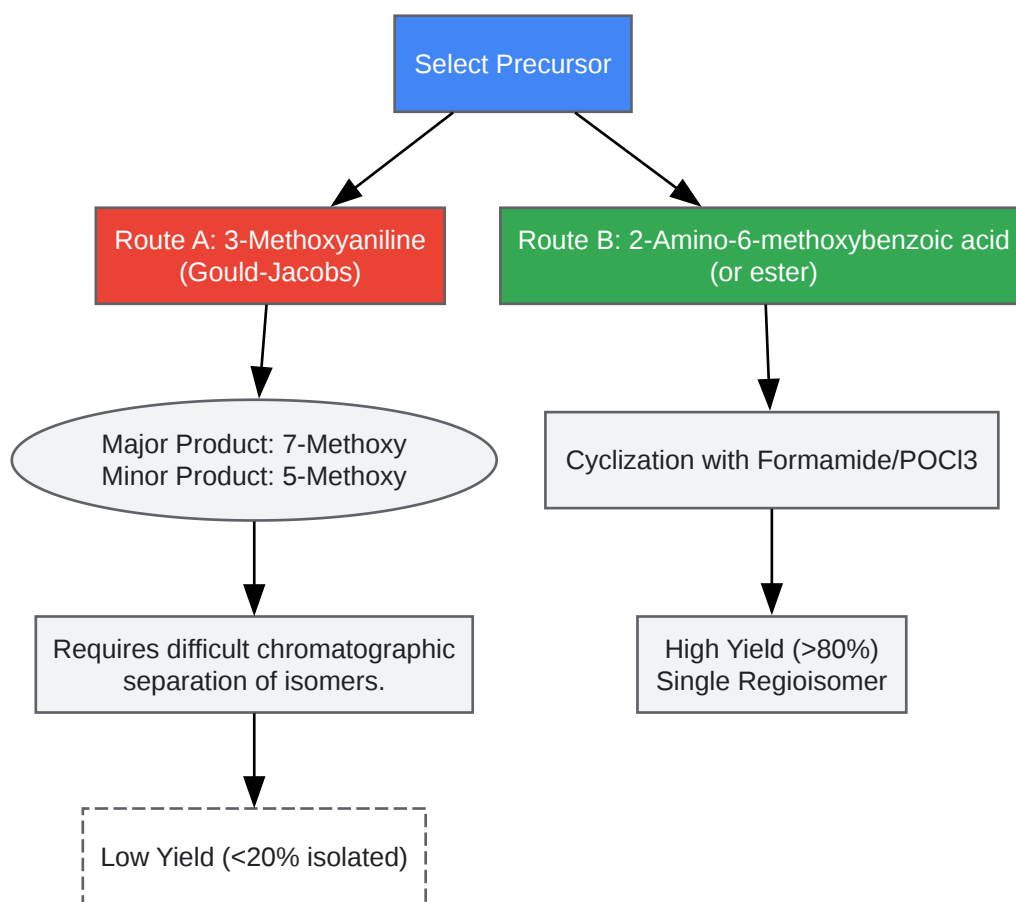 Select Precursor
Route A: 3-Methoxyaniline
(Gould-Jacobs)
Route B: 2-Amino-6-methoxybenzoic acid
(or ester)
Major Product: 7-Methoxy
Minor Product: 5-Methoxy
Cyclization with Formamide/POCl3
Requires difficult chromatographic
separation of isomers.
High Yield (>80%)
Single Regioisomer
Low Yield (<20% isolated)